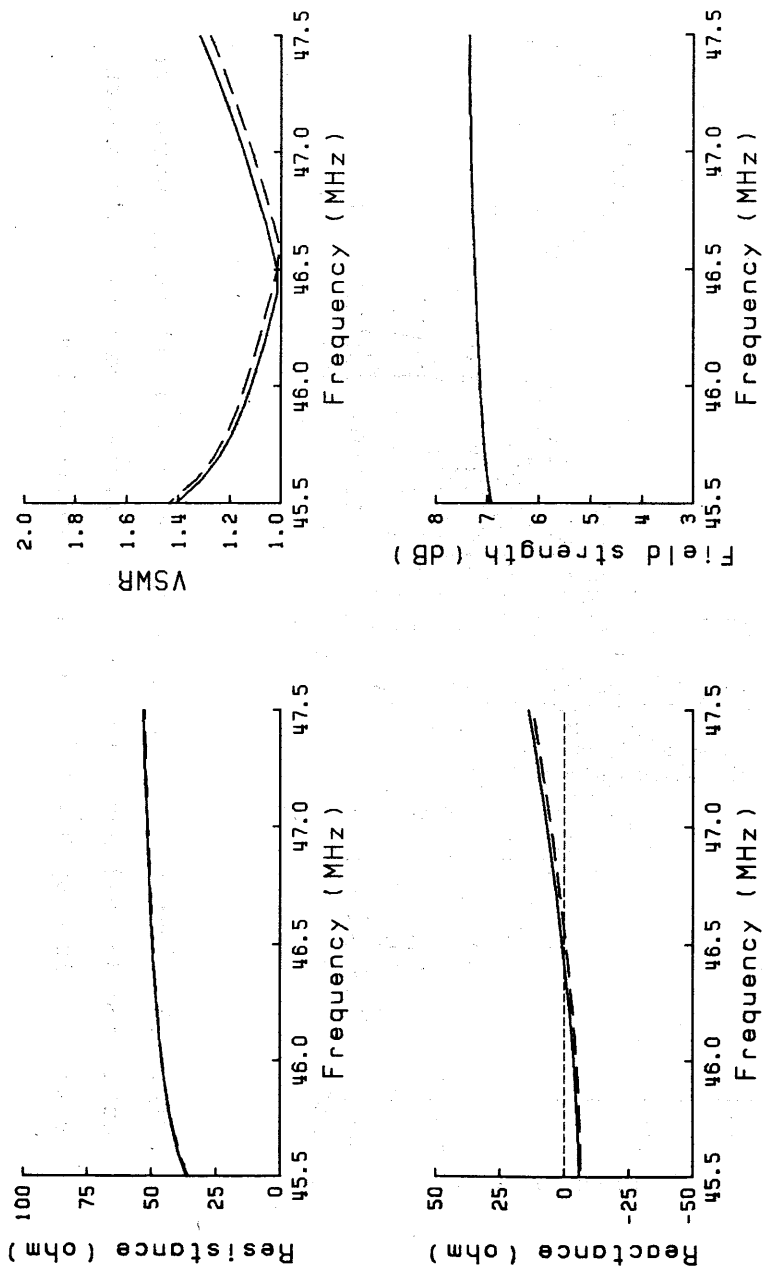 Resistance (ohm)
100
75
50
25
0
45.5 46.0 46.5 47.0 47.5
Frequency (MHz)
VSWR
2.0
1.8
1.6
1.4
1.2
1.0
45.5 46.0 46.5 47.0 47.5
Frequency (MHz)
Reactance (ohm)
50
25
0
-25
-50
45.5 46.0 46.5 47.0 47.5
Frequency (MHz)
Field strength (dB)
8
7
6
5
4
3
45.5 46.0 46.5 47.0 47.5
Frequency (MHz)